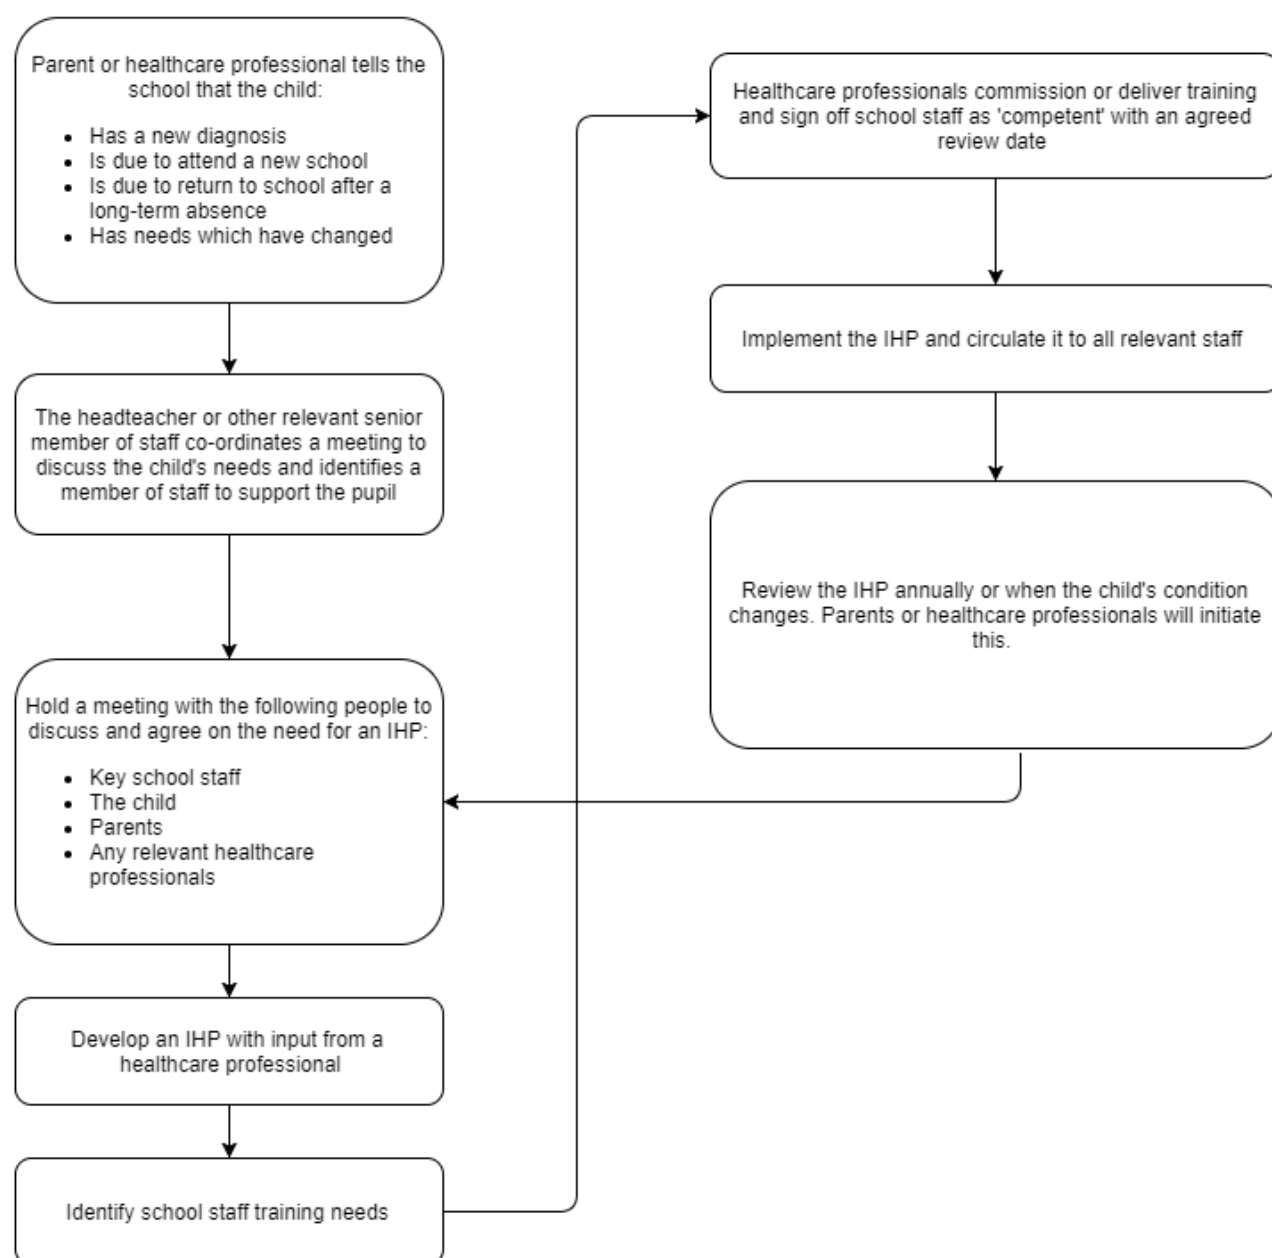 Parent or healthcare professional tells the
school that the child:
• Has a new diagnosis
• Is due to attend a new school
• Is due to return to school after a
long-term absence
• Has needs which have changed
The headteacher or other relevant senior
member of staff co-ordinates a meeting to
discuss the child's needs and identifies a
member of staff to support the pupil
Hold a meeting with the following people to
discuss and agree on the need for an IHP:
• Key school staff
• The child
• Parents
• Any relevant healthcare
professionals
Develop an IHP with input from a
healthcare professional
Identify school staff training needs
Healthcare professionals commission or deliver training
and sign off school staff as 'competent' with an agreed
review date
Implement the IHP and circulate it to all relevant staff
Review the IHP annually or when the child's condition
changes. Parents or healthcare professionals will initiate
this.